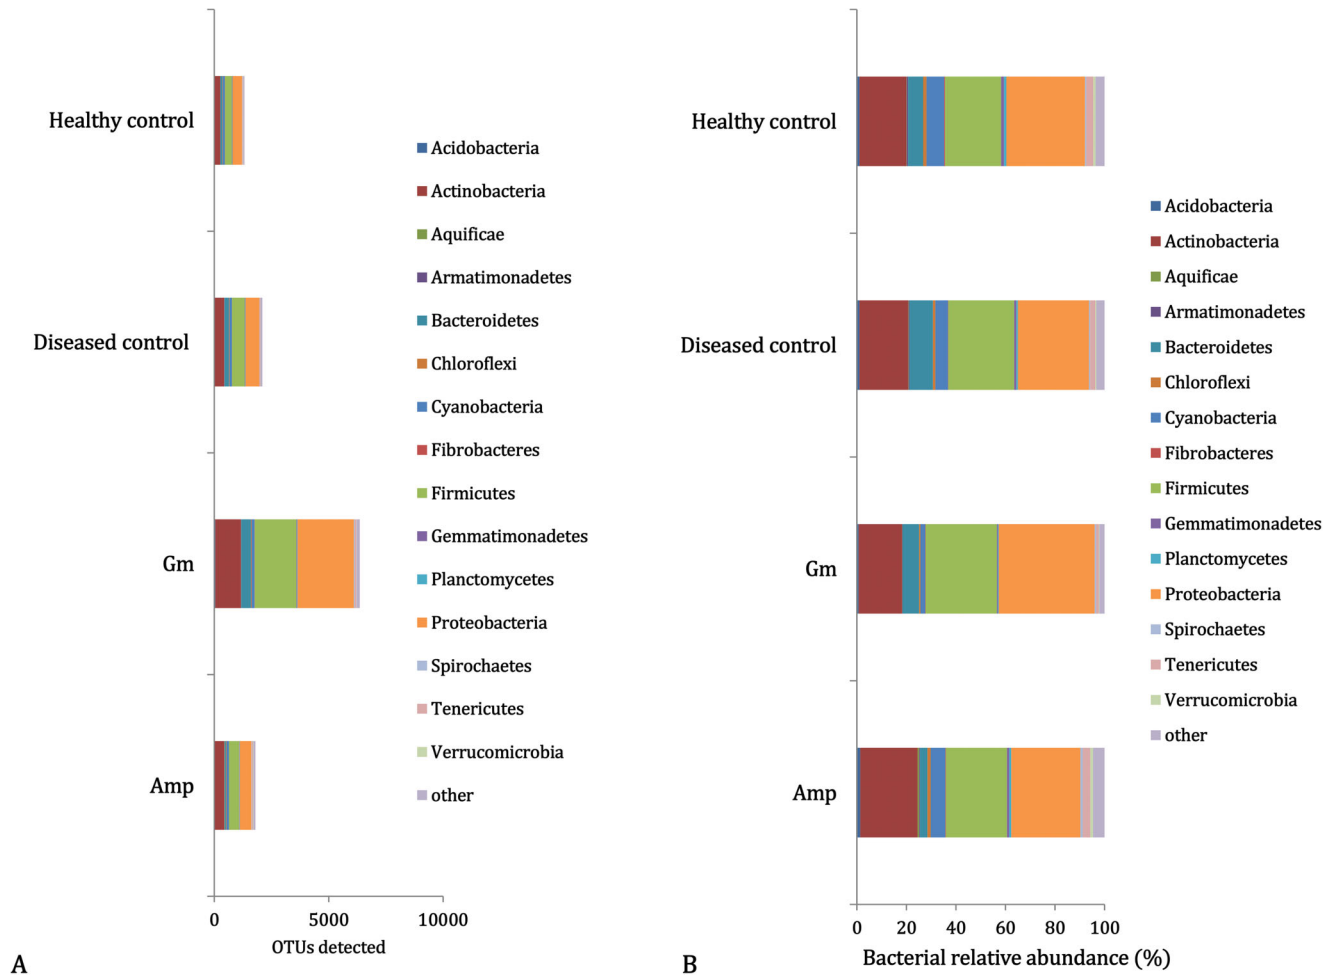 Healthy control
Diseased control
Gm
Amp
0
5000
10000
OTUs detected
Acidobacteria
Actinobacteria
Aquificae
Armatimonadetes
Bacteroidetes
Chloroflexi
Cyanobacteria
Fibrobacteres
Firmicutes
Gemmatimonadetes
Planctomycetes
Proteobacteria
Spirochaetes
Tenericutes
Verrucomicrobia
other
A
Healthy control
Diseased control
Gm
Amp
0
20
40
60
80
100
Bacterial relative abundance (%)
Acidobacteria
Actinobacteria
Aquificae
Armatimonadetes
Bacteroidetes
Chloroflexi
Cyanobacteria
Fibrobacteres
Firmicutes
Gemmatimonadetes
Planctomycetes
Proteobacteria
Spirochaetes
Tenericutes
Verrucomicrobia
other
B